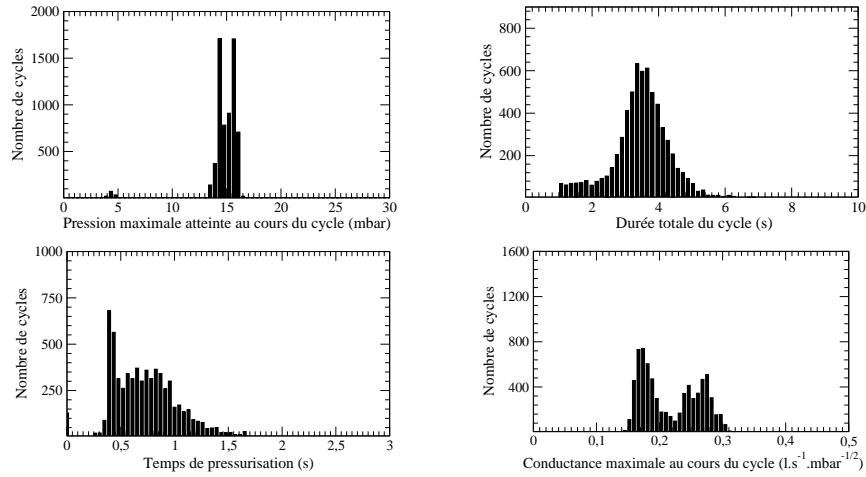 2000
1500
1000
500
Nombre de cycles
0 5 10 15 20 25 30
Pression maximale atteinte au cours du cycle (mbar)
800
600
400
200
Nombre de cycles
0 2 4 6 8 10
Durée totale du cycle (s)
1000
750
500
250
Nombre de cycles
0 0,5 1 1,5 2 2,5 3
Temps de pressurisation (s)
1600
1200
800
400
Nombre de cycles
0 0,1 0,2 0,3 0,4 0,5
Conductance maximale au cours du cycle (l.s⁻¹.mbar⁻¹/²)